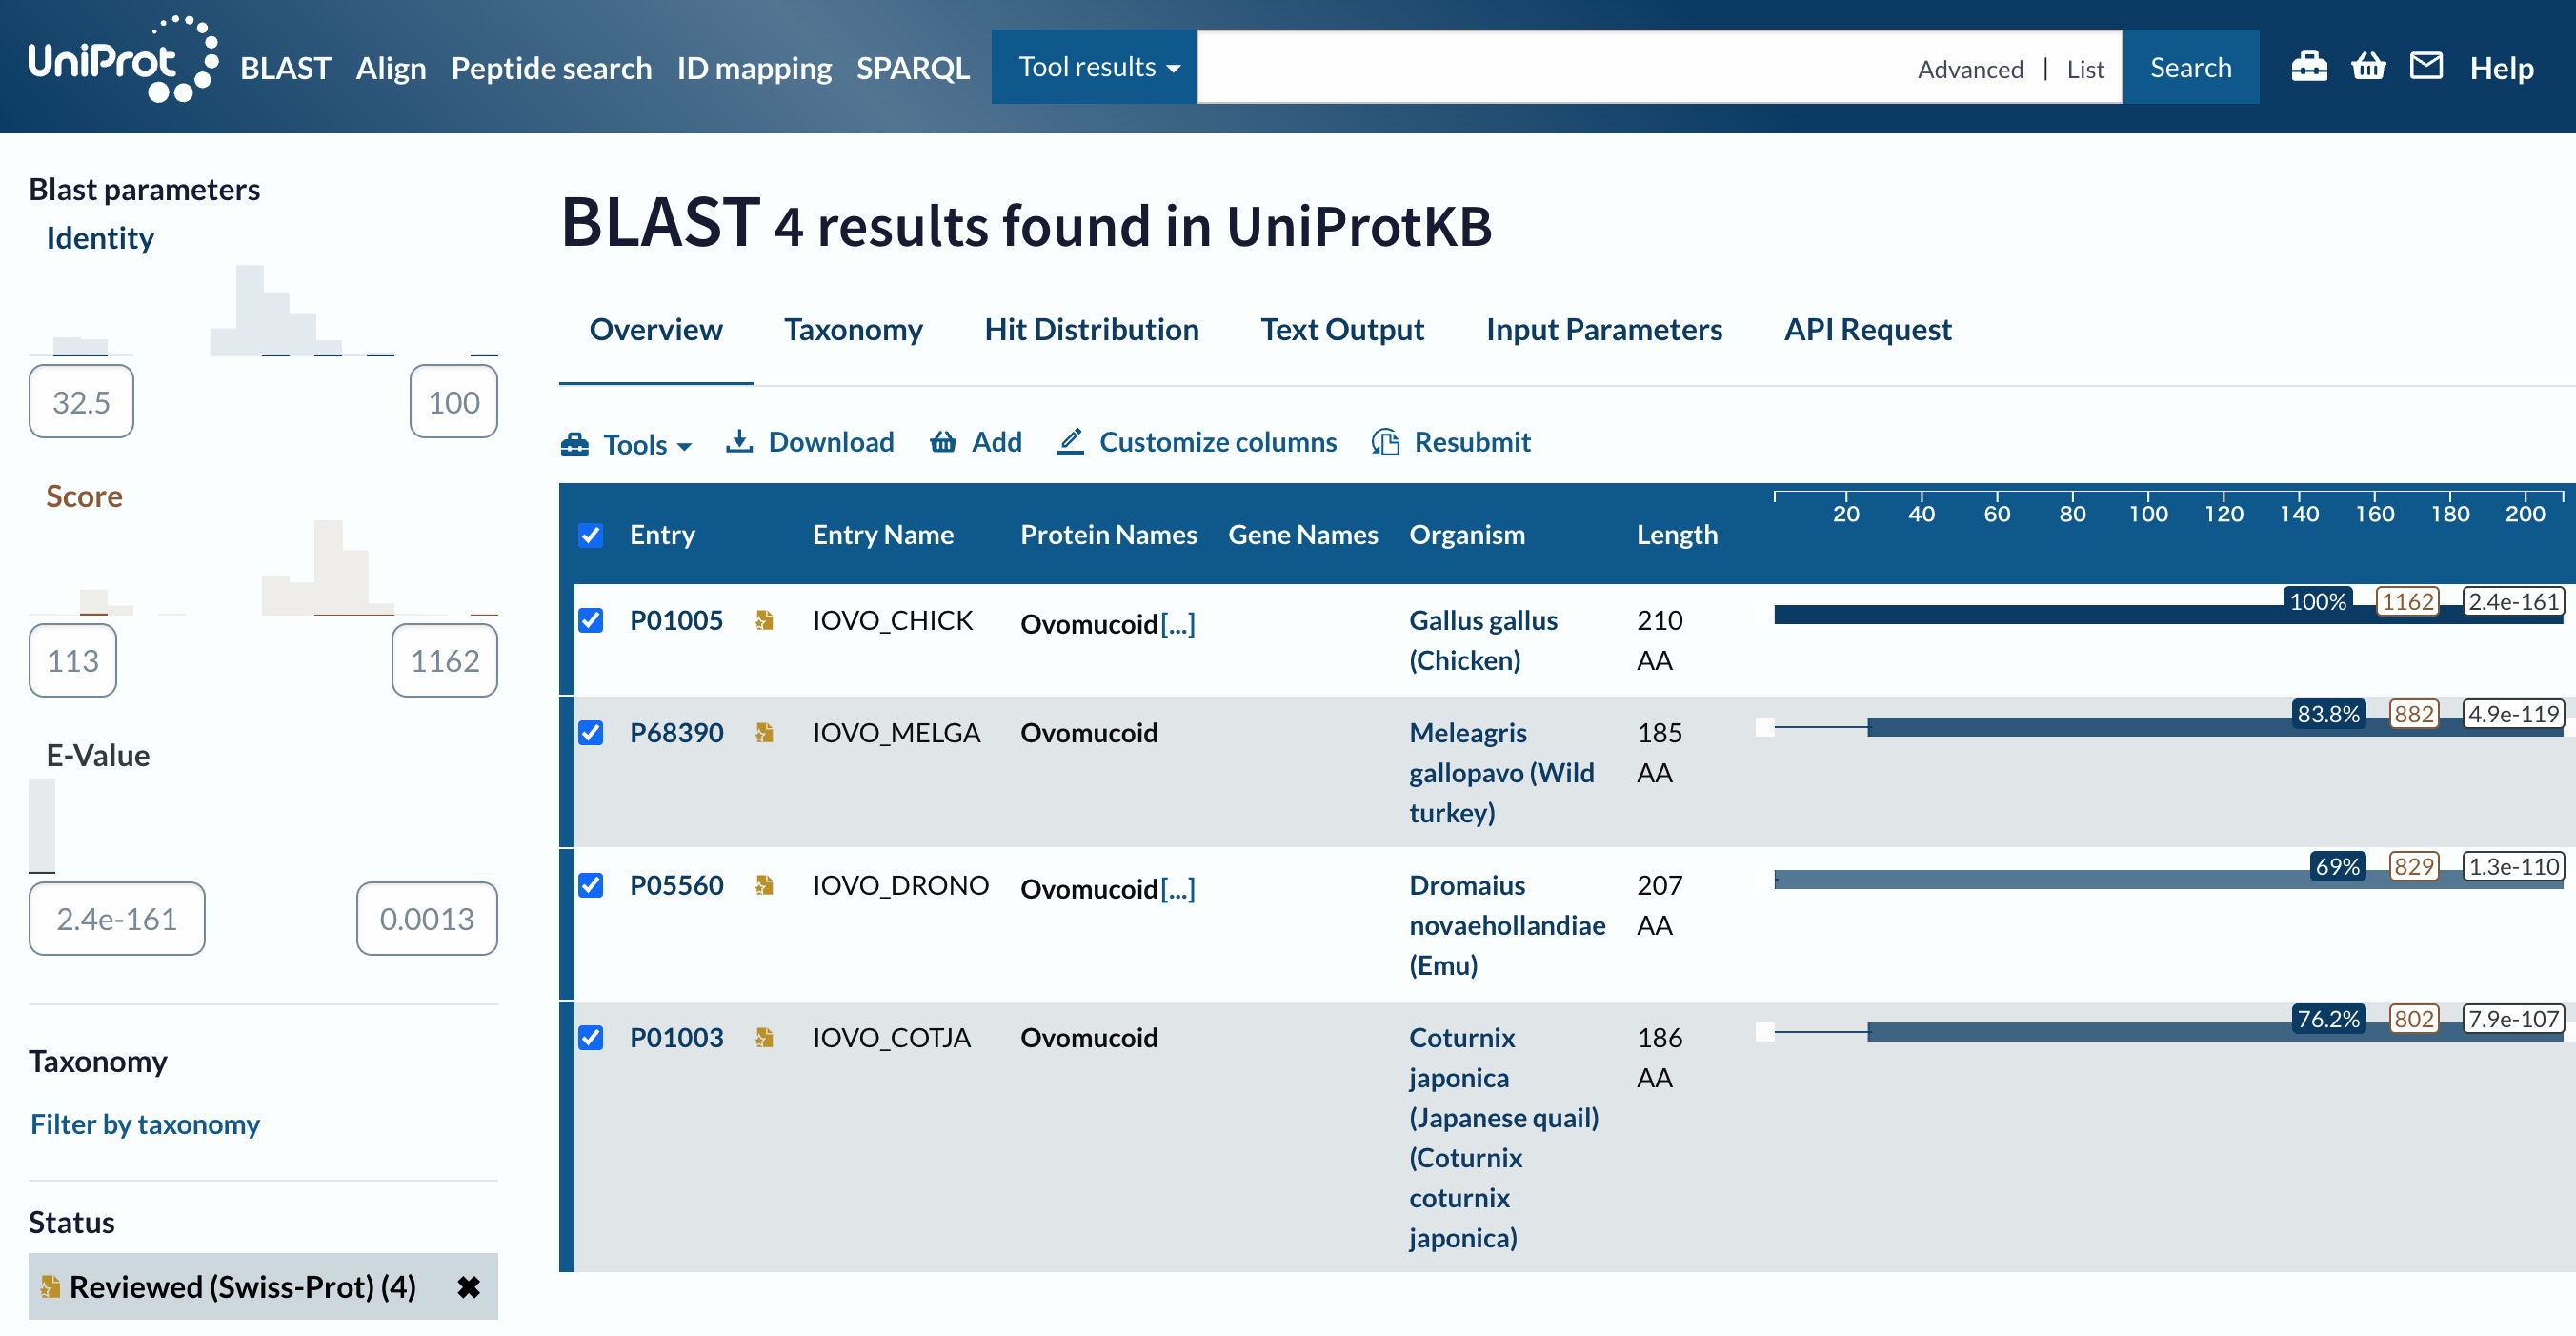 UniProt BLAST Align Peptide search ID mapping SPARQL Tool results Advanced | List Search Help
Blast parameters
Identity
32.5 100
Score
113 1162
E-Value
2.4e-161 0.0013
Taxonomy
Filter by taxonomy
Status
Reviewed (Swiss-Prot) (4)
BLAST 4 results found in UniProtKB
Overview Taxonomy Hit Distribution Text Output Input Parameters API Request
Tools Download Add Customize columns Resubmit
20 40 60 80 100 120 140 160 180 200
Entry Entry Name Protein Names Gene Names Organism Length
100% 1162 2.4e-161
P01005 IOVO_CHICK Ovomucoid[...] Gallus gallus 210
(Chicken) AA
83.8% 882 4.9e-119
P68390 IOVO_MELGA Ovomucoid Meleagris 185
gallopavo (Wild AA
turkey)
69% 829 1.3e-110
P05560 IOVO_DRONO Ovomucoid[...] Dromaius 207
novaehollandiae AA
(Emu)
76.2% 802 7.9e-107
P01003 IOVO_COTJA Ovomucoid Coturnix 186
japonica AA
(Japanese quail)
(Coturnix
coturnix
japonica)